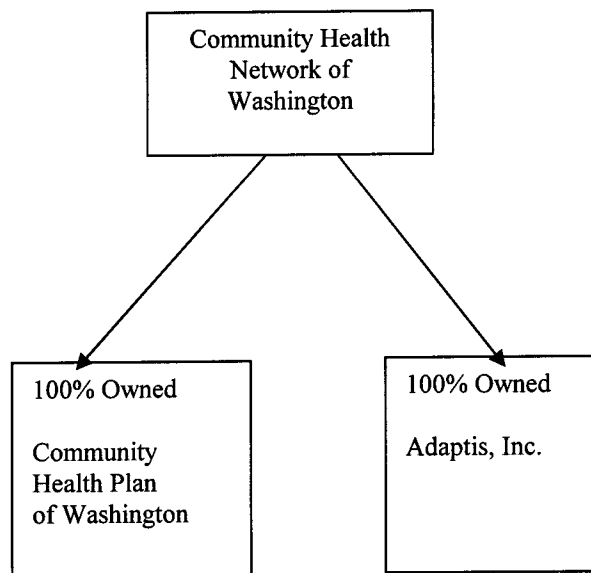 Community Health
Network of
Washington
100% Owned
Community
Health Plan
of Washington
100% Owned
Adaptis, Inc.